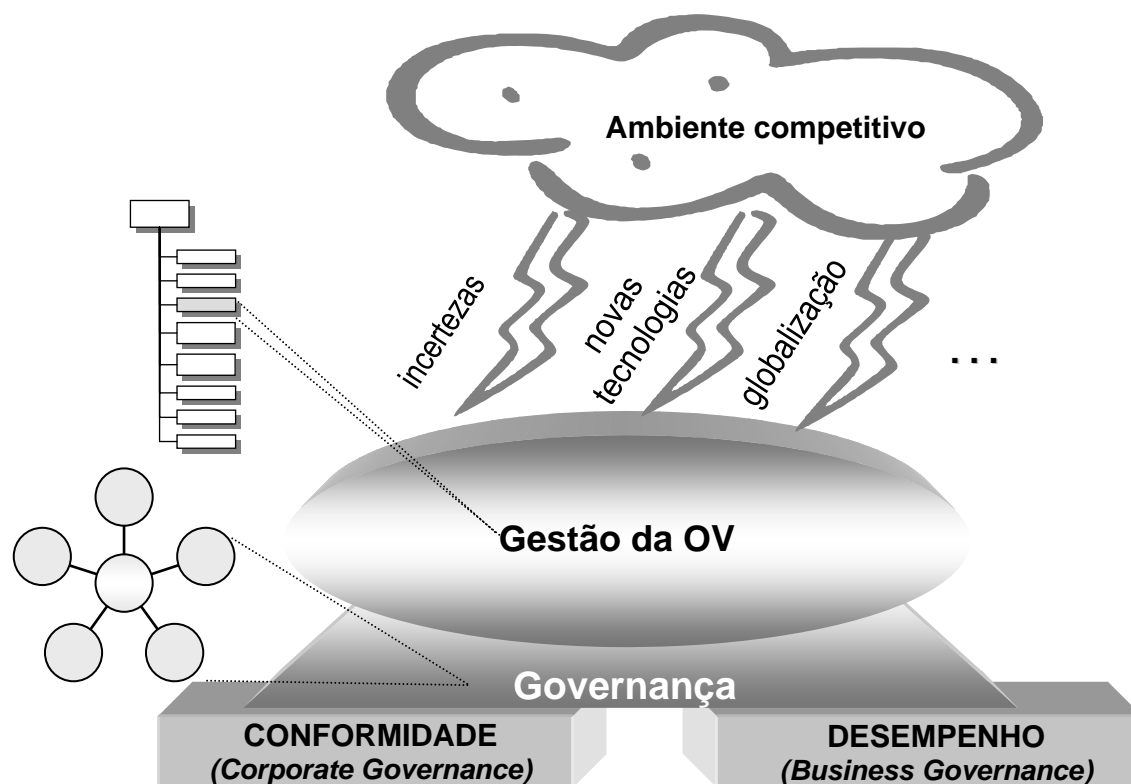 Ambiente competitivo
incertezas
novas
tecnologias
globalização
...
Gestão da OV
Governança
CONFORMIDADE
(Corporate Governance)
DESEMPENHO
(Business Governance)